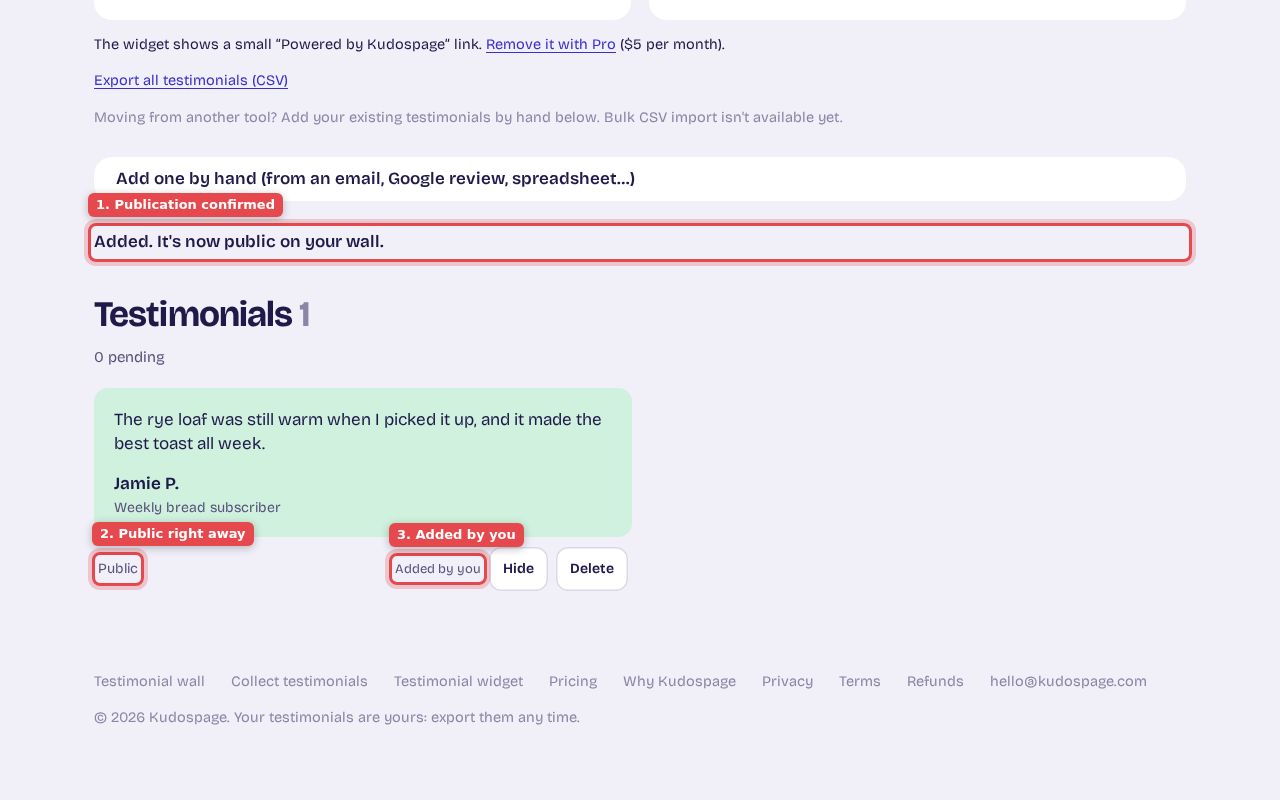 The widget shows a small “Powered by Kudospage” link. Remove it with Pro ($5 per month).
Export all testimonials (CSV)
Moving from another tool? Add your existing testimonials by hand below. Bulk CSV import isn't available yet.
Add one by hand (from an email, Google review, spreadsheet…)
1. Publication confirmed
Added. It's now public on your wall.
Testimonials 1
0 pending
The rye loaf was still warm when I picked it up, and it made the
best toast all week.
Jamie P.
Weekly bread subscriber
2. Public right away
3. Added by you
Public
Added by you
Hide
Delete
Testimonial wall Collect testimonials Testimonial widget Pricing Why Kudospage Privacy Terms Refunds hello@kudospage.com
© 2026 Kudospage. Your testimonials are yours: export them any time.